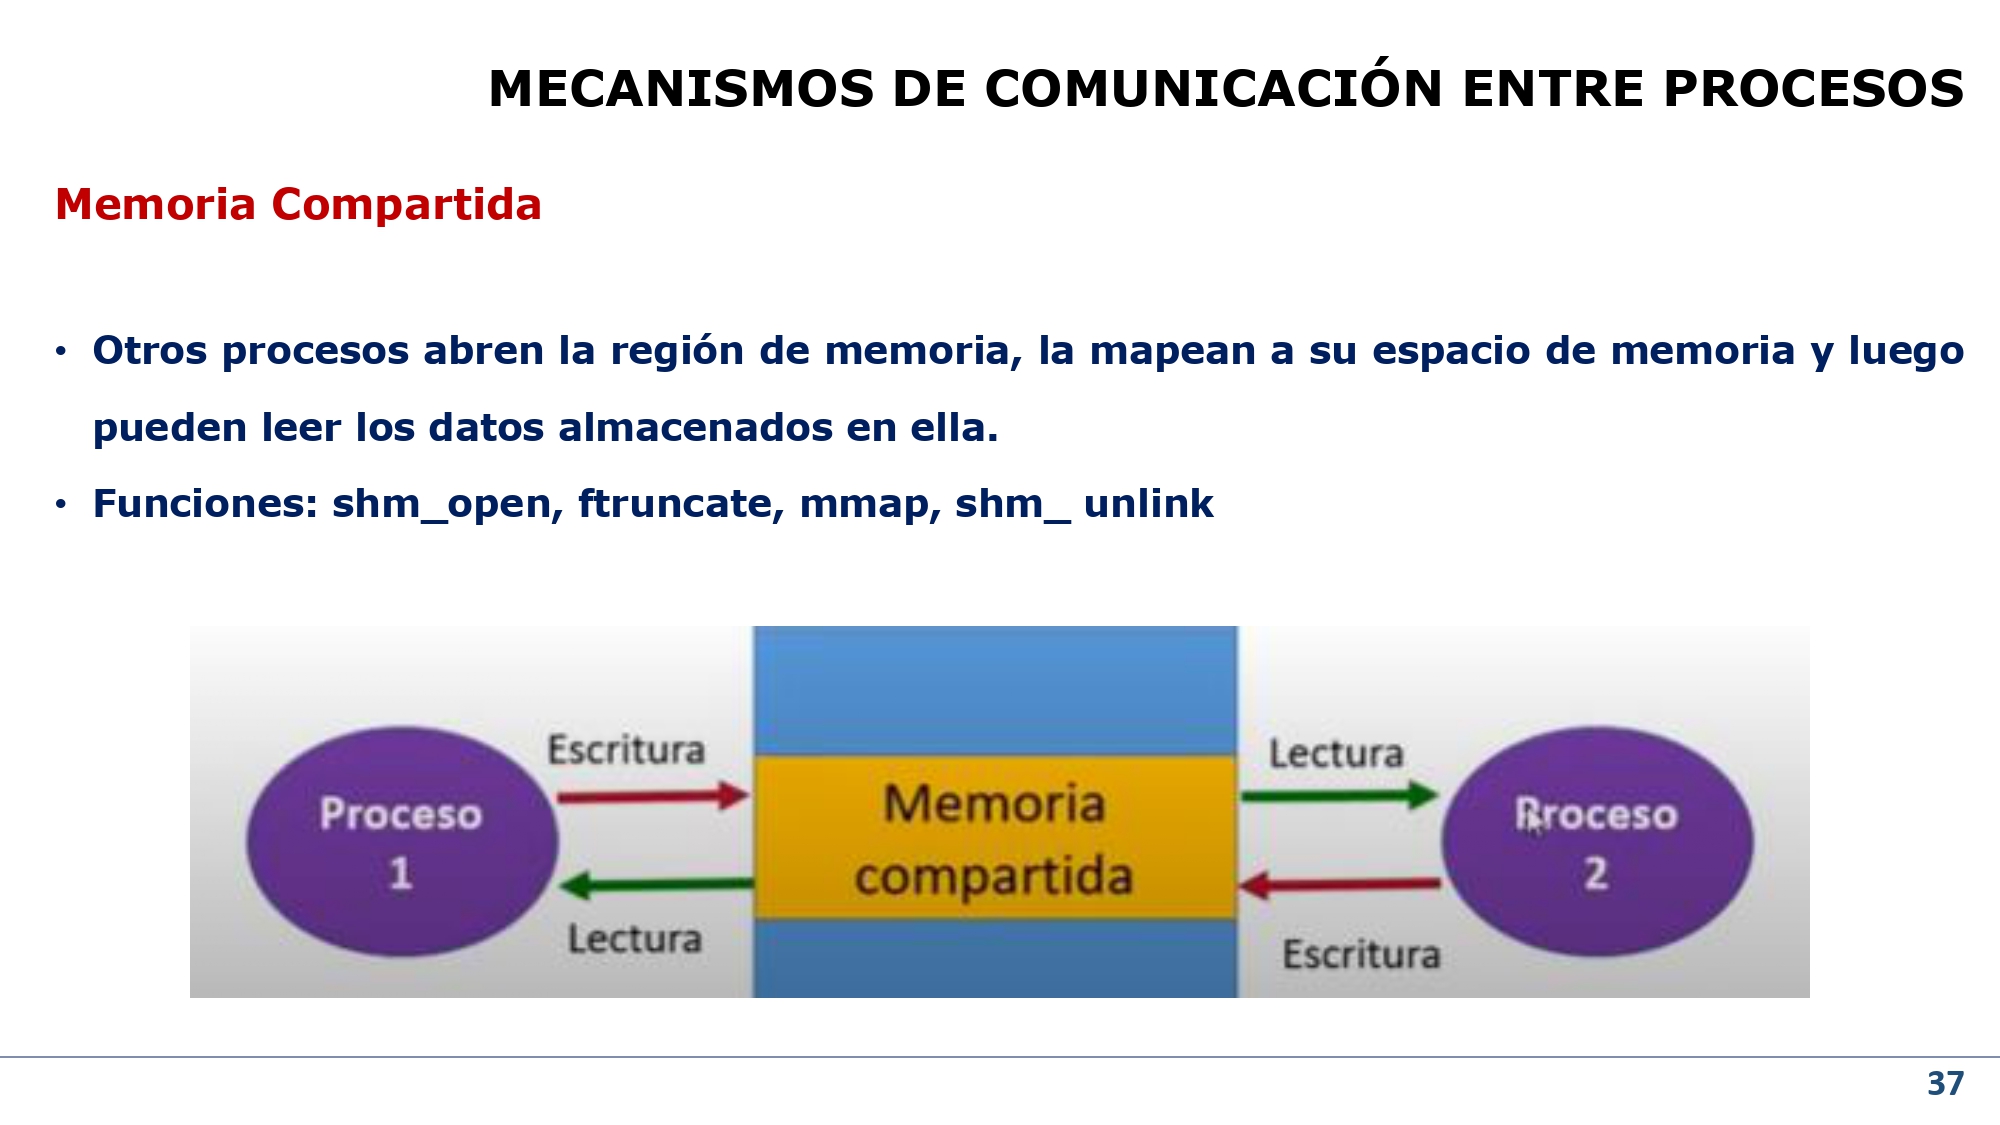 MECANISMOS DE COMUNICACIÓN ENTRE PROCESOS
Memoria Compartida
• Otros procesos abren la región de memoria, la mapean a su espacio de memoria y luego
pueden leer los datos almacenados en ella.
• Funciones: shm_open, ftruncate, mmap, shm_ unlink
Escritura
Lectura
Proceso
1
Memoria
compartida
Proceso
2
Lectura
Escritura
37